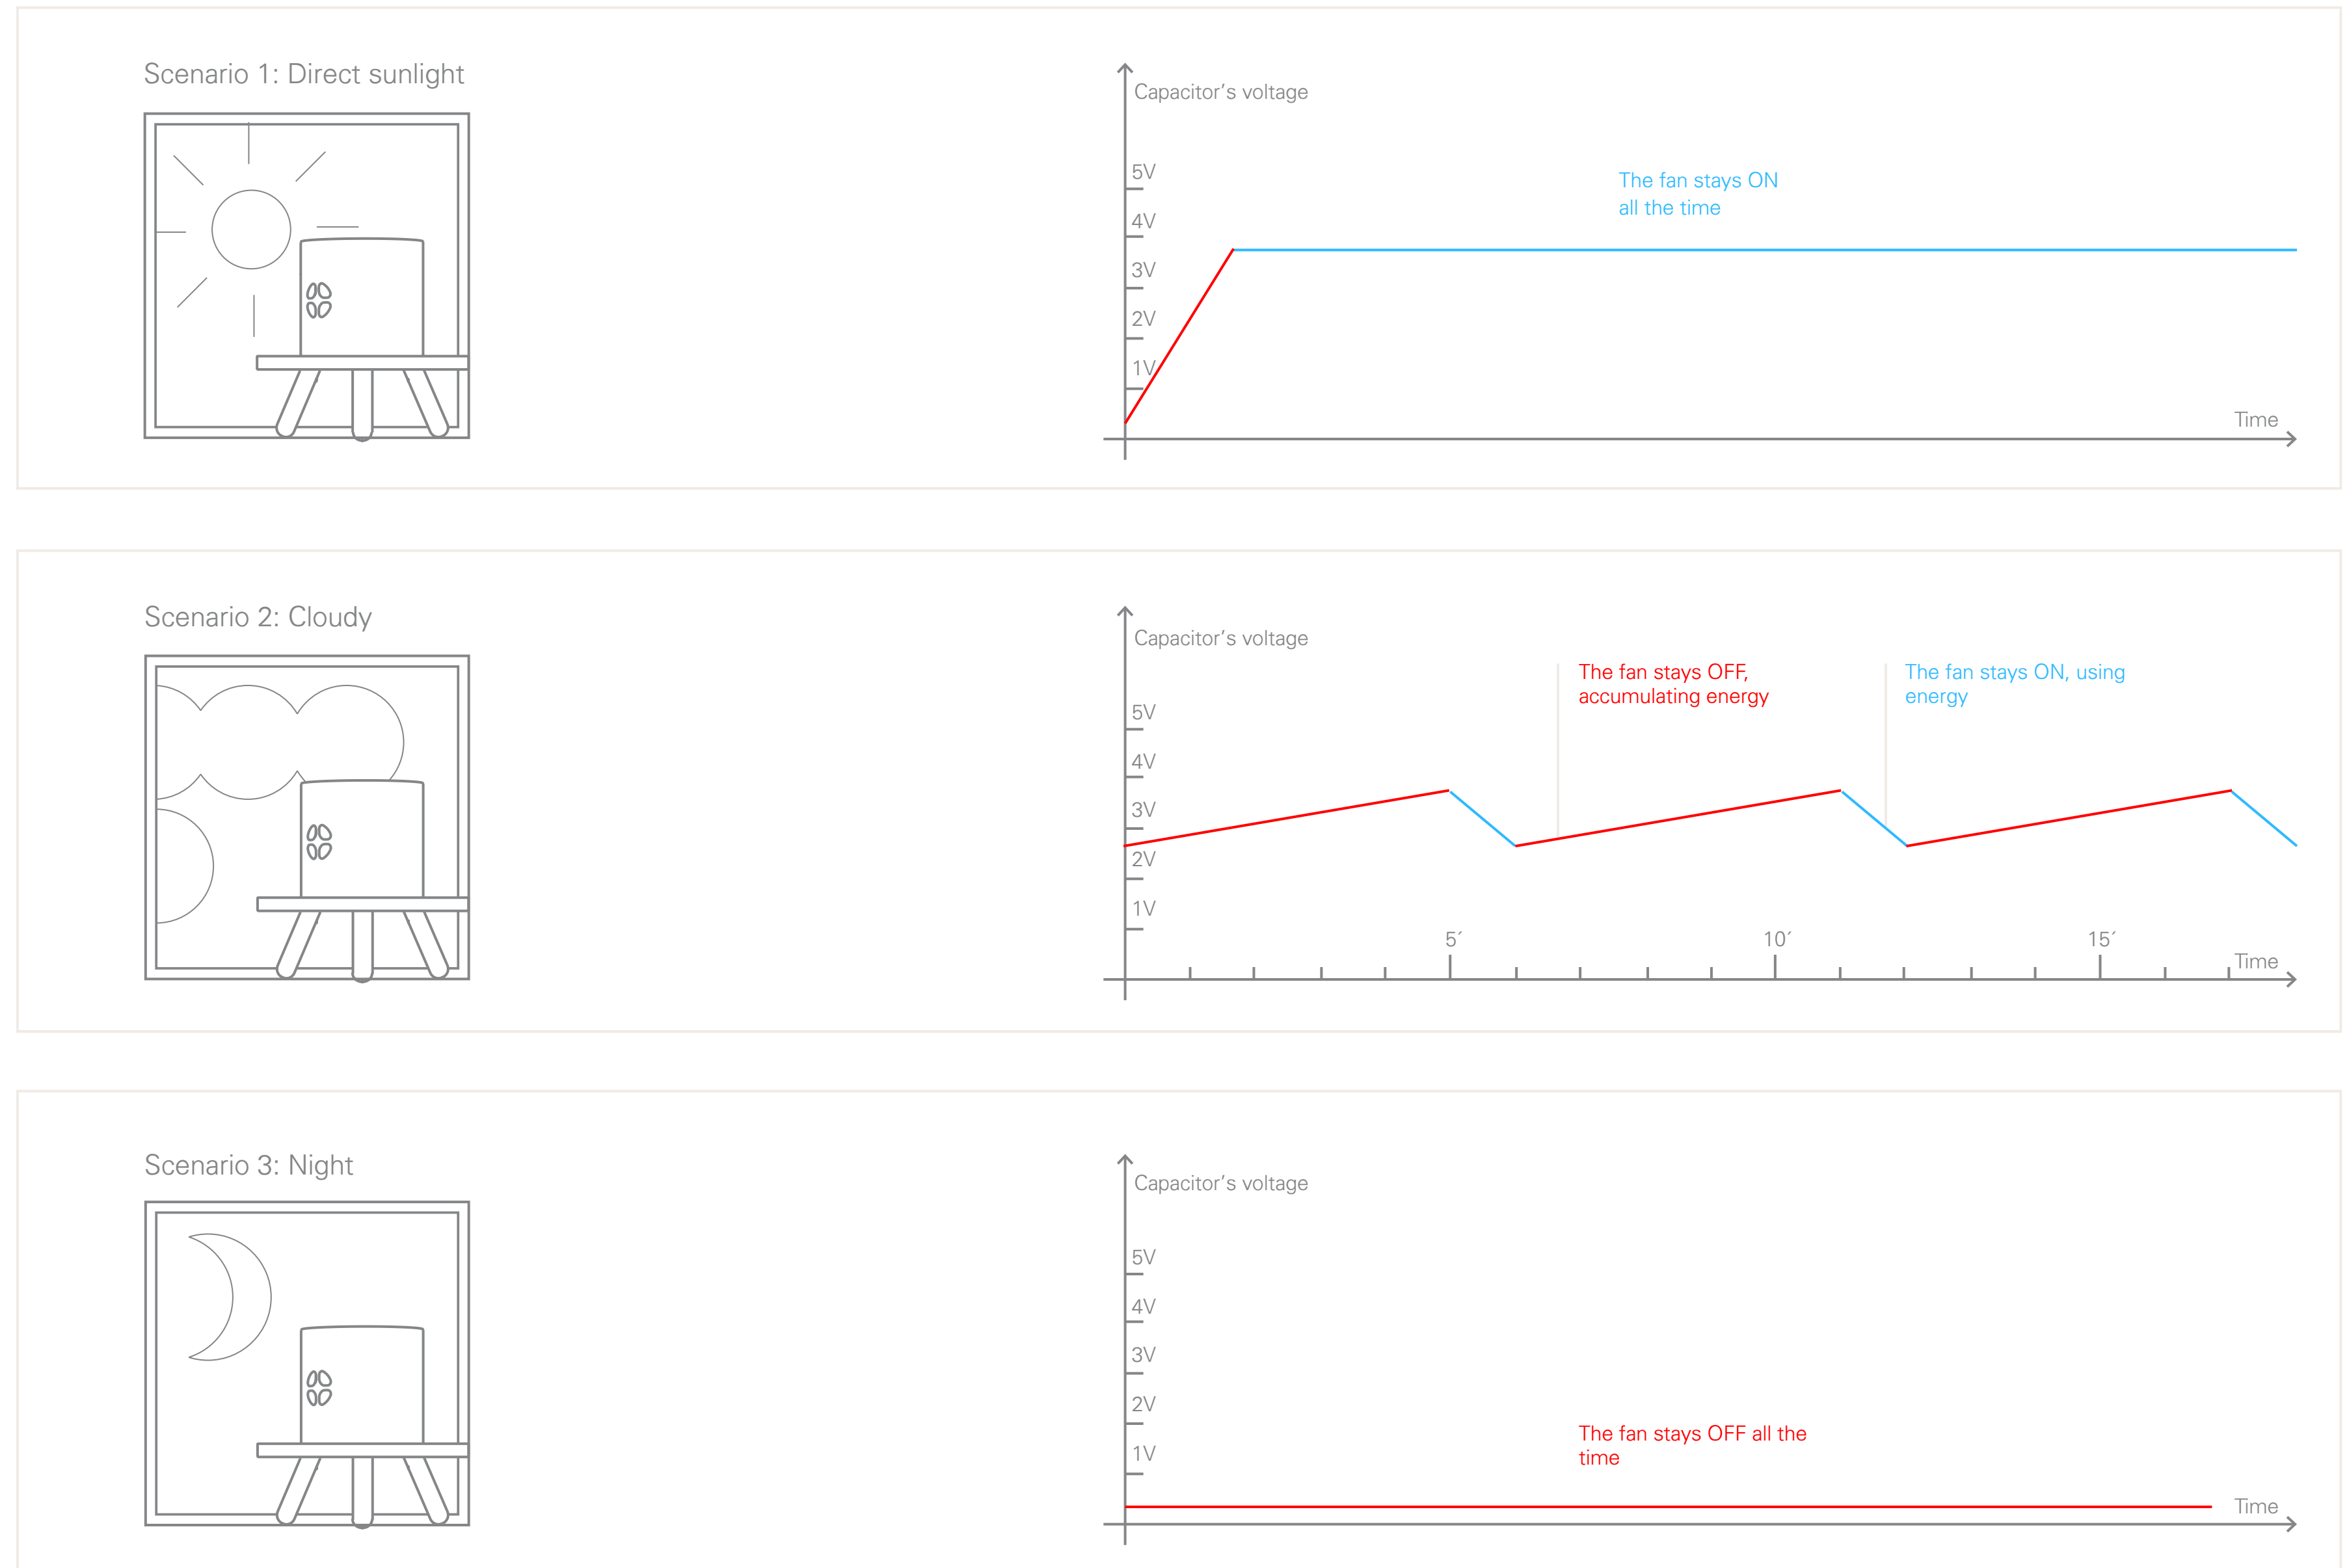 Scenario 1: Direct sunlight
Capacitor’s voltage
5V
The fan stays ON
all the time
4V
3V
2V
1V
Time
Scenario 2: Cloudy
Capacitor’s voltage
The fan stays OFF,
accumulating energy
The fan stays ON, using
energy
5V
4V
3V
2V
1V
5´
10´
15´
Time
Scenario 3: Night
Capacitor’s voltage
5V
4V
3V
2V
1V
The fan stays OFF all the
time
Time